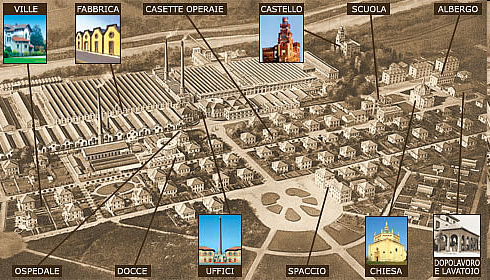 VILLE
FABBRICA
CASETTE OPERAIE
CASTELLO
SCUOLA
ALBERGO
OSPEDALE
DOCCE
UFFICI
SPACCIO
CHIESA
DOPOLAVORO
E LAVATOIO